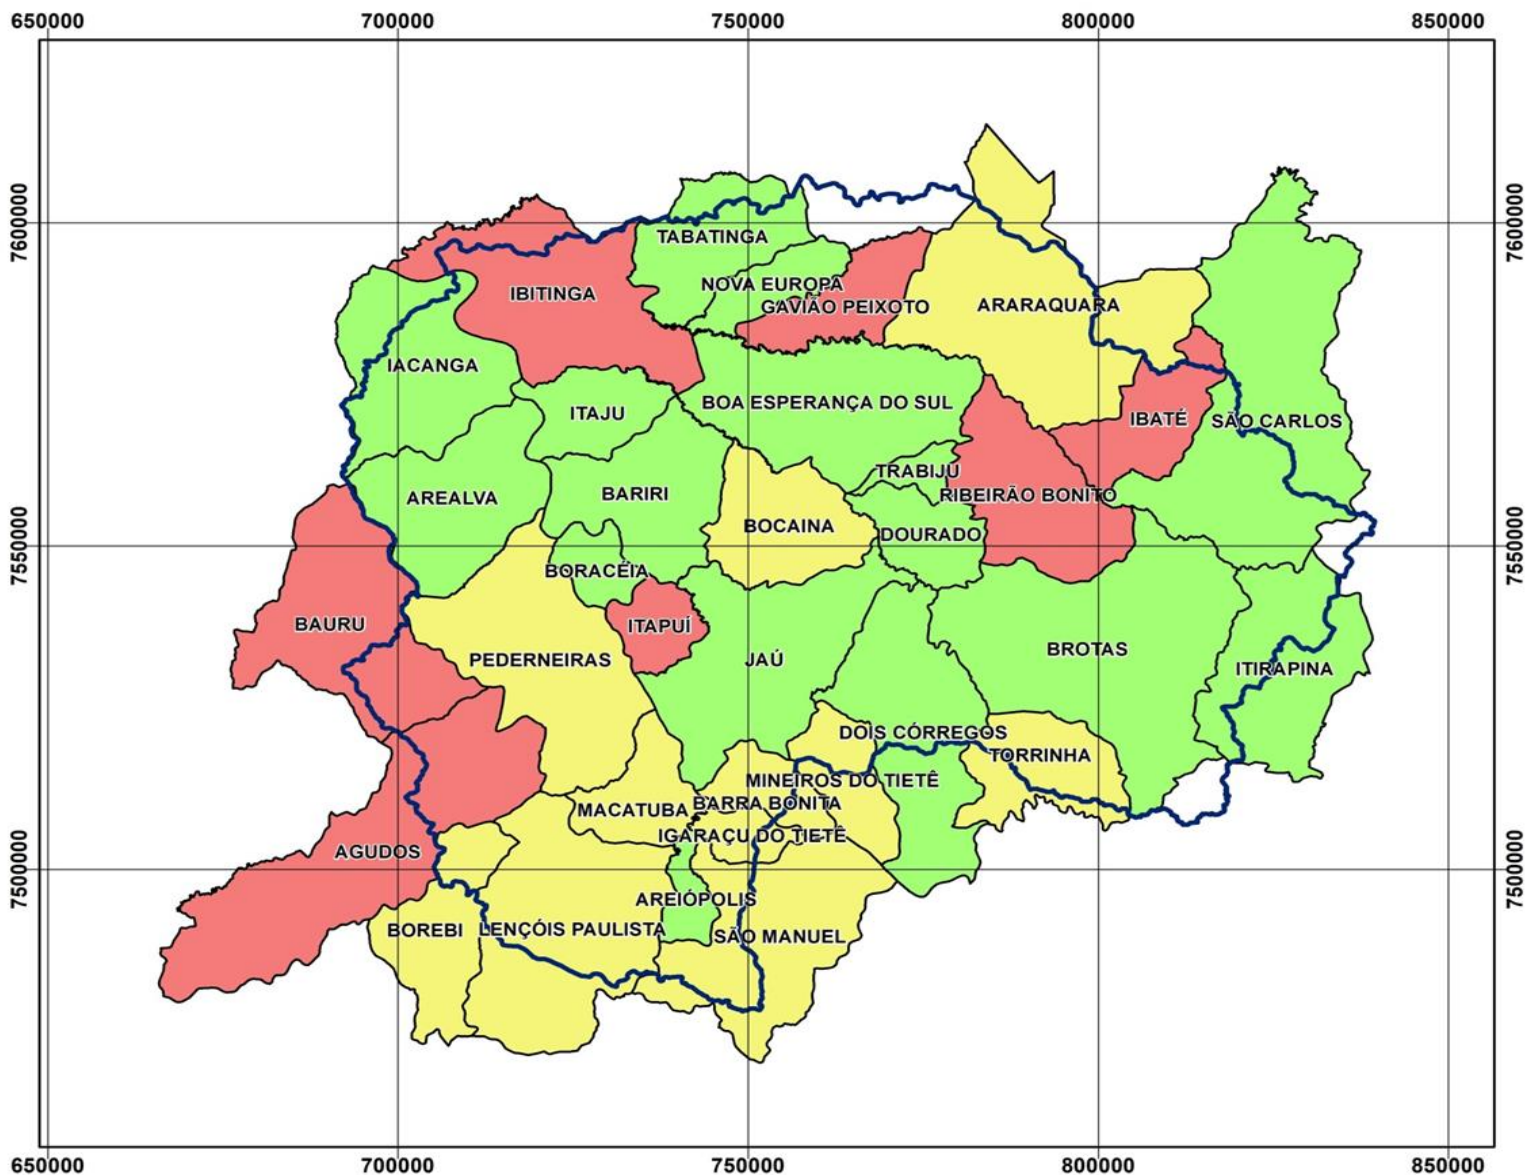 650000 700000 750000 800000 850000
7600000 7600000
TABATINGA
NOVA EUROPA
IBITINGA
GAVIÃO PEIXOTO
ARARAQUARA
IACANGA
BOA ESPERANÇA DO SUL
ITAJU
IBATÉ
SÃO CARLOS
TRABIJÚ
BARIRI
RIBEIRÃO BONITO
AREALVA
BOCAINA
DOURADO
7550000 7550000
BORACÉIA
BAURU
ITAPUÍ
BROTAS
PEDERNEIRAS
JAÚ
ITIRAPINA
DOIS CÓRREGOS
TORRINHA
MINEIROS DO TIETÊ
BARRA BONITA
MACATUBA
IGARAÇU DO TIETÊ
AGUDOS
7500000 7500000
AREIÓPOLIS
BOREBI
LENÇÓIS PAULISTA
SÃO MANUEL
650000 700000 750000 800000 850000